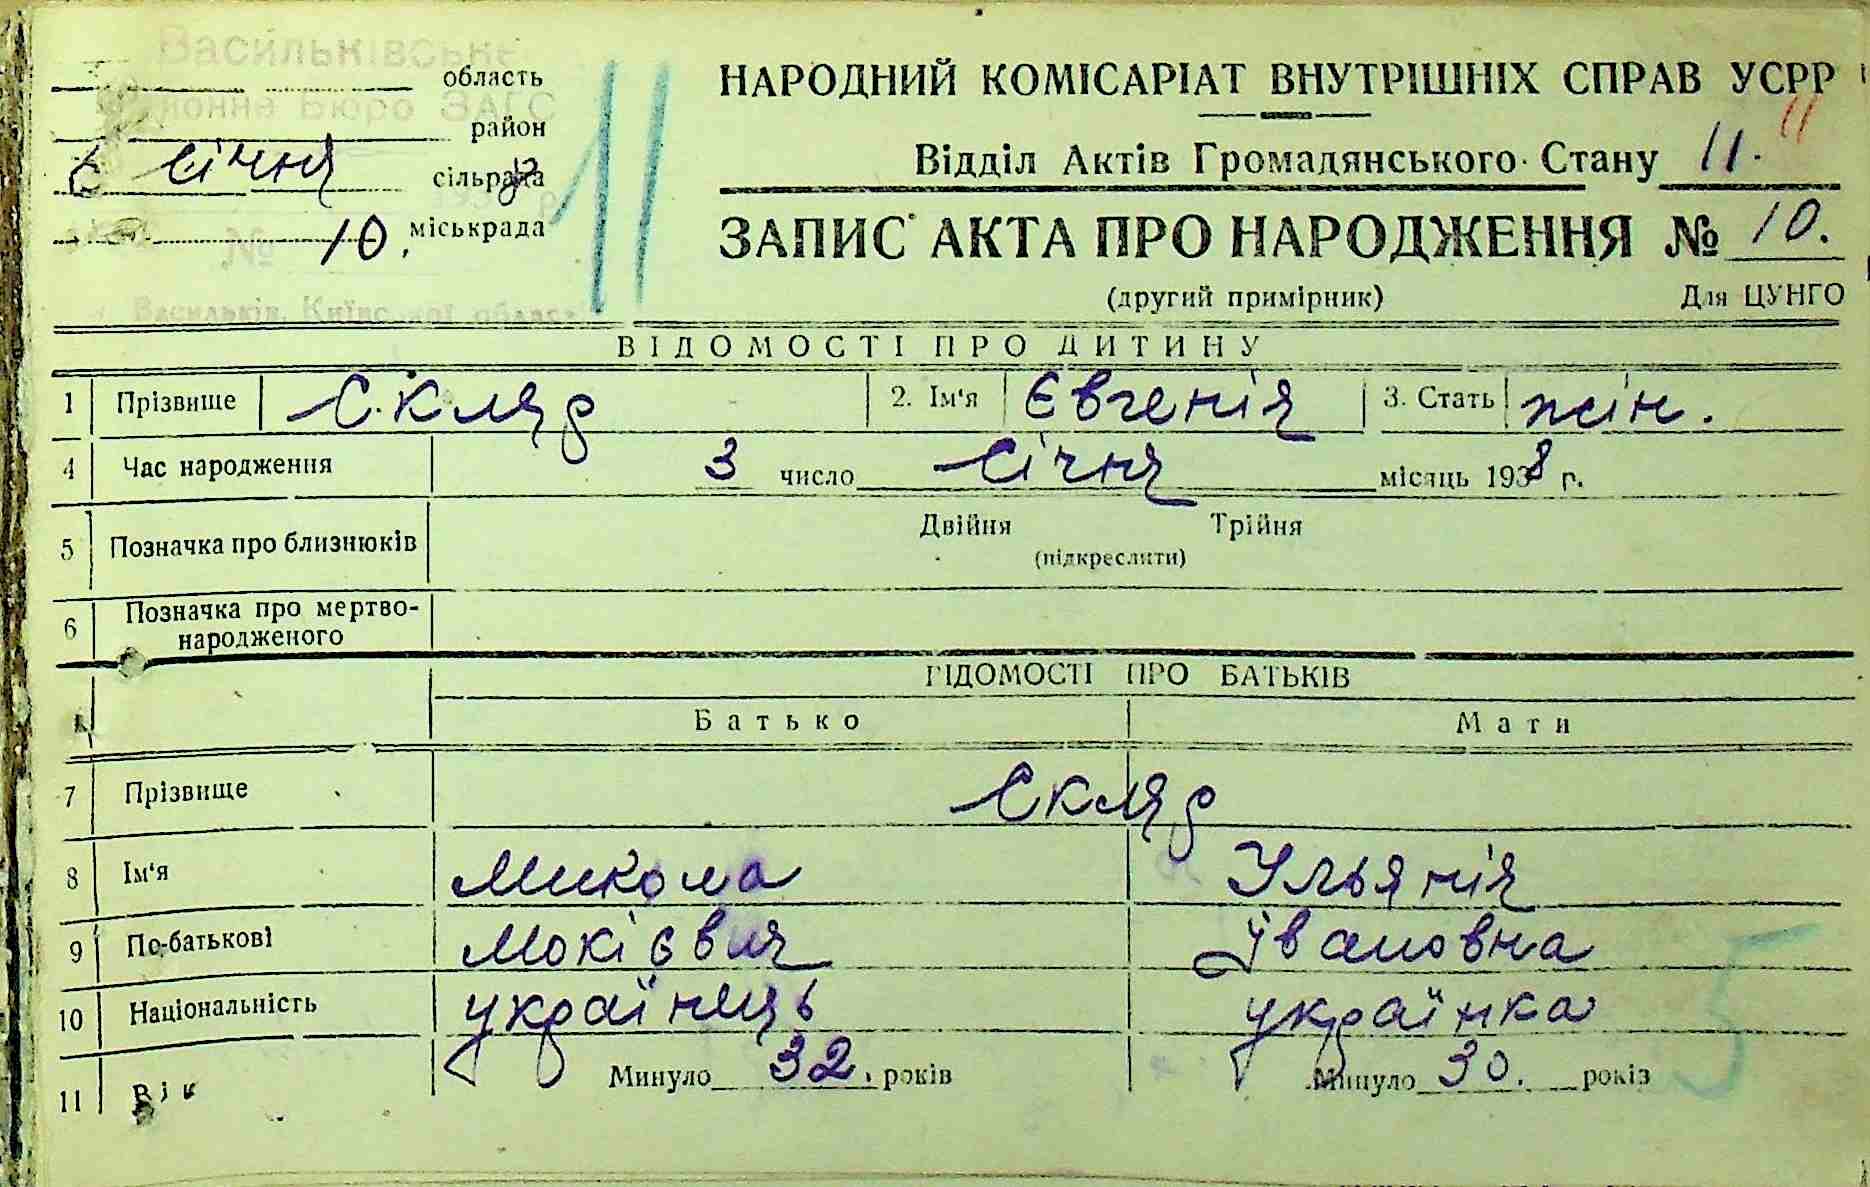 Васильківське
область
НАРОДНИЙ КОМІСАРІАТ ВНУТРІШНІХ СПРАВ УСРР
Бюро ЗАГС
район
11
Відділ Актів Громадянського Стану 11.
6 січня сільрада
11
міськрада
№ 10.
ЗАПИС АКТА ПРО НАРОДЖЕННЯ № 10.
(другий примірник) Для ЦУНГО
Васильків, Київської област
ВІДОМОСТІ ПРО ДИТИНУ
1 Прізвище Скляр 2. Ім'я Євгенія 3. Стать жін.
4 Час народження 3 число січня місяць 1938 р.
5 Позначка про близнюків Двійня Трійня
(підкреслити)
6 Позначка про мертво-
народженого
ВІДОМОСТІ ПРО БАТЬКІВ
Батько Мати
7 Прізвище Скляр
8 Ім'я Микола Ульянія
9 По-батькові Мокієвич Івановна
10 Національність українець українка
5
11 Вік Минуло 32. років Минуло 30. років